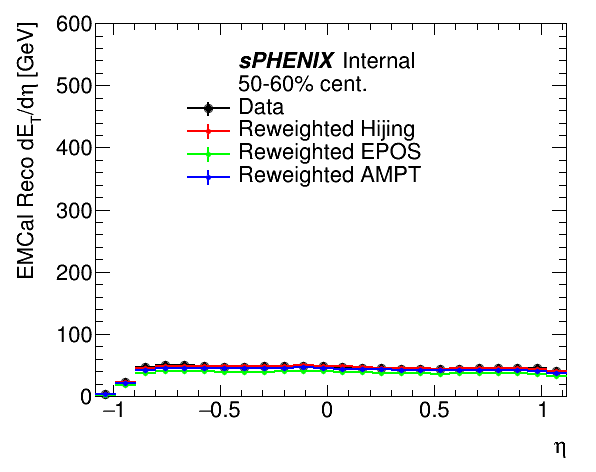 EMCal Reco dE_T/dη [GeV]
600
500
400
300
200
100
0
sPHENIX Internal
50-60% cent.
Data
Reweighted Hijing
Reweighted EPOS
Reweighted AMPT
−1 −0.5 0 0.5 1
η